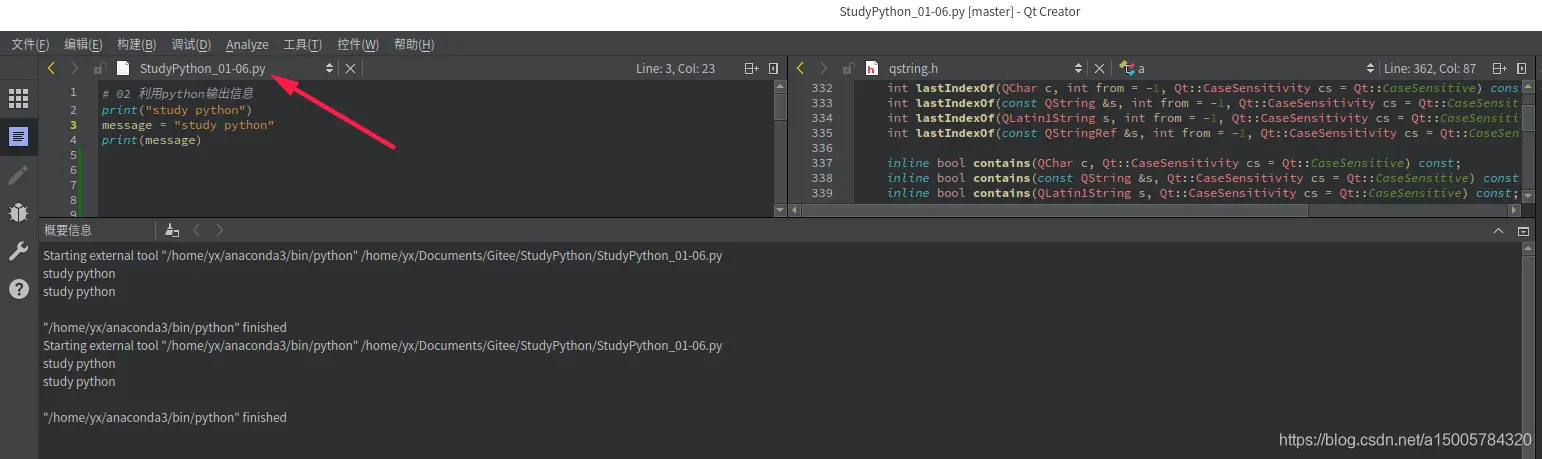 StudyPython_01-06.py [master] - Qt Creator
文件(F) 编辑(E) 构建(B) 调试(D) Analyze 工具(T) 控件(W) 帮助(H)
StudyPython_01-06.py Line: 3, Col: 23
1 # 02 利用python输出信息
2 print("study python")
3 message = "study python"
4 print(message)
5
6
7
8
9
qstring.h a Line: 362, Col: 87
332 int lastIndexOf(QChar c, int from = -1, Qt::CaseSensitivity cs = Qt::CaseSensitive) cons
333 int lastIndexOf(const QString &s, int from = -1, Qt::CaseSensitivity cs = Qt::CaseSensitiv
334 int lastIndexOf(QLatin1String s, int from = -1, Qt::CaseSensitivity cs = Qt::CaseSensitive
335 int lastIndexOf(const QStringRef &s, int from = -1, Qt::CaseSensitivity cs = Qt::CaseSen
336
337 inline bool contains(QChar c, Qt::CaseSensitivity cs = Qt::CaseSensitive) const;
338 inline bool contains(const QString &s, Qt::CaseSensitivity cs = Qt::CaseSensitive) const
339 inline bool contains(QLatin1String s, Qt::CaseSensitivity cs = Qt::CaseSensitive) const;
概要信息
Starting external tool "/home/yx/anaconda3/bin/python" /home/yx/Documents/Gitee/StudyPython/StudyPython_01-06.py
study python
study python
"/home/yx/anaconda3/bin/python" finished
Starting external tool "/home/yx/anaconda3/bin/python" /home/yx/Documents/Gitee/StudyPython/StudyPython_01-06.py
study python
study python
"/home/yx/anaconda3/bin/python" finished
https://blog.csdn.net/a15005784320